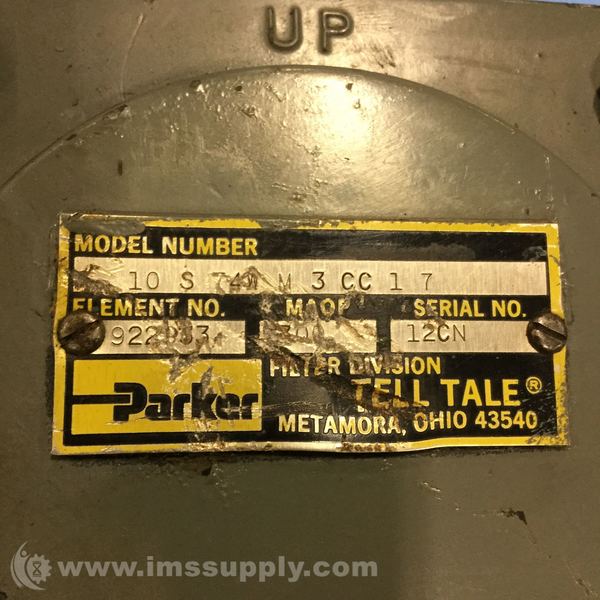 UP
MODEL NUMBER
10 S M 3 CC 1 7
ELEMENT NO. MAOP SERIAL NO.
12CN
Parker
FILTER DIVISION
TELL TALE®
METAMORA, OHIO 43540
www.imssupply.com